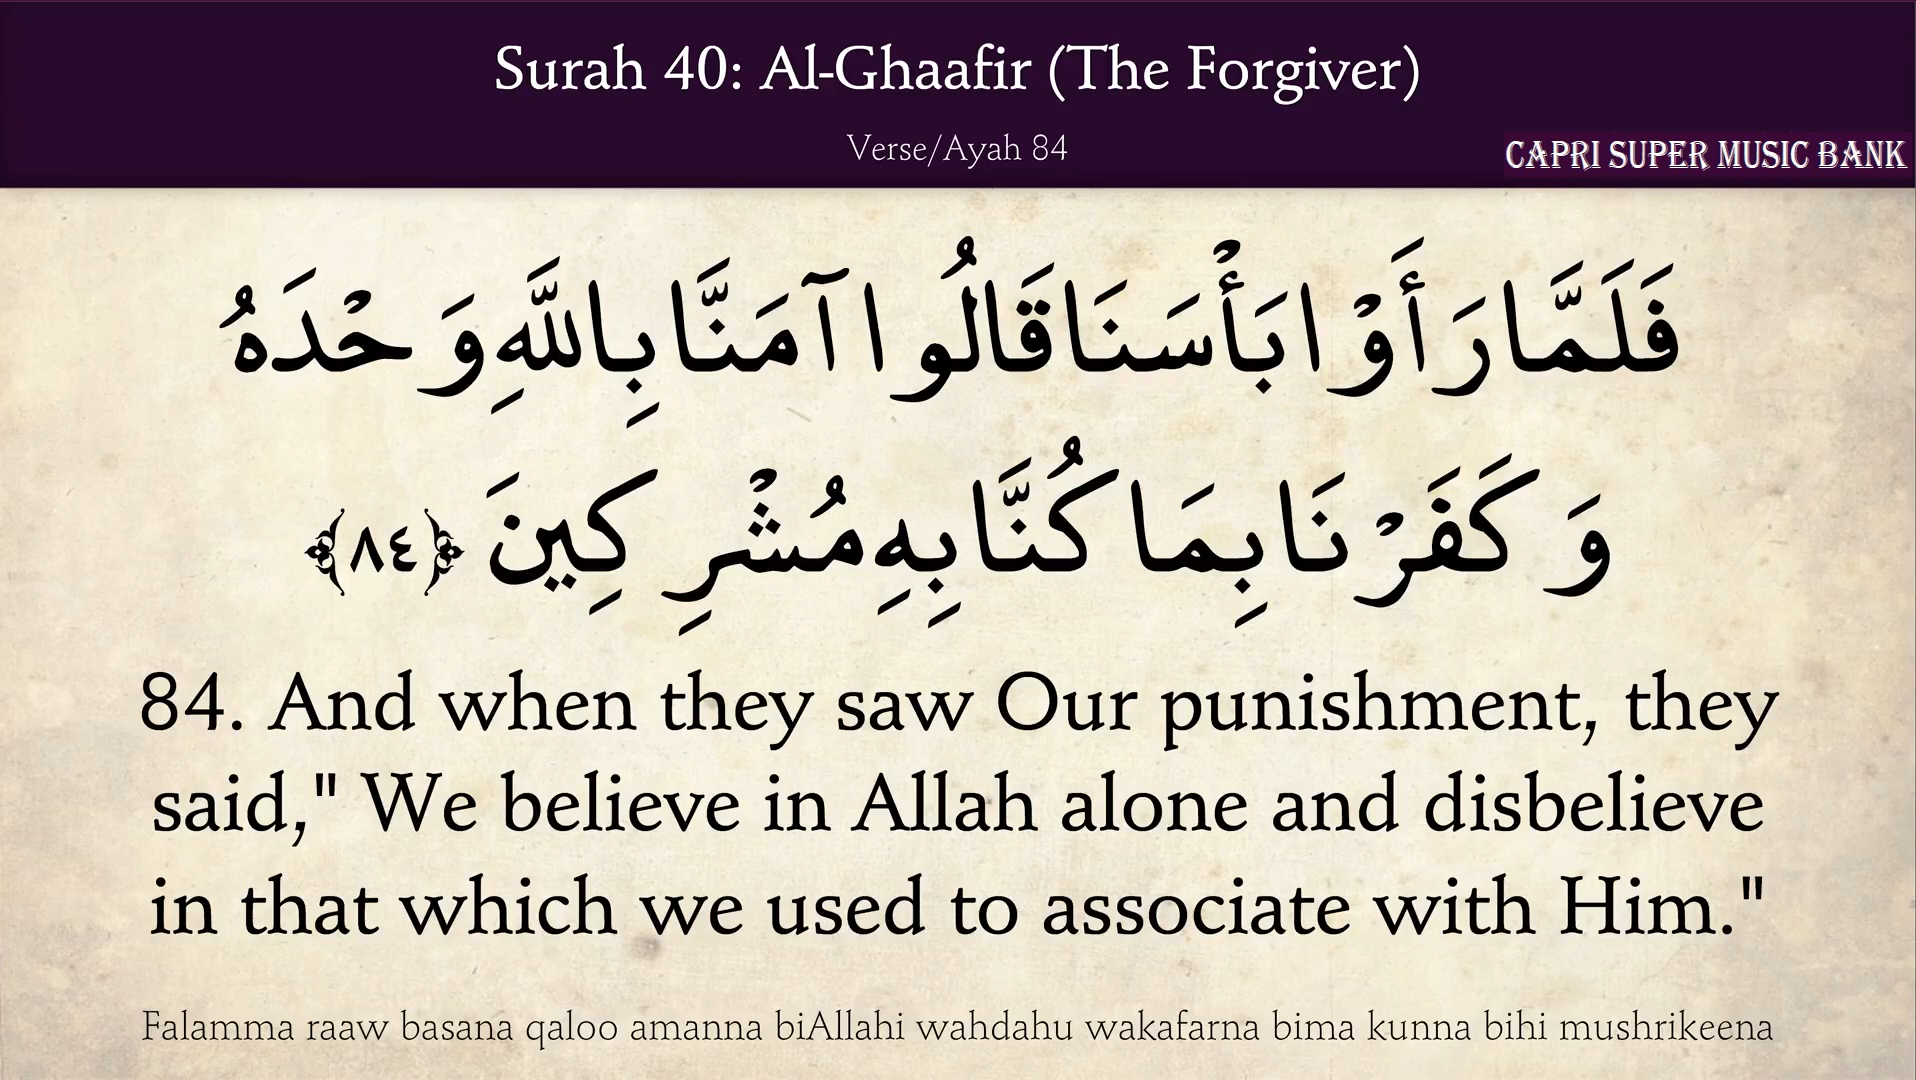 Surah 40: Al-Ghaafir (The Forgiver)
Verse/Ayah 84
CAPRI SUPER MUSIC BANK
فَلَمَّا رَأَوْا بَأْسَنَا قَالُوا آمَنَّا بِاللَّهِ وَحْدَهُ
وَكَفَرْنَا بِمَا كُنَّا بِهِ مُشْرِكِينَ ﴿٨٤﴾
84. And when they saw Our punishment, they
said," We believe in Allah alone and disbelieve
in that which we used to associate with Him."
Falamma raaw basana qaloo amanna biAllahi wahdahu wakafarna bima kunna bihi mushrikeena